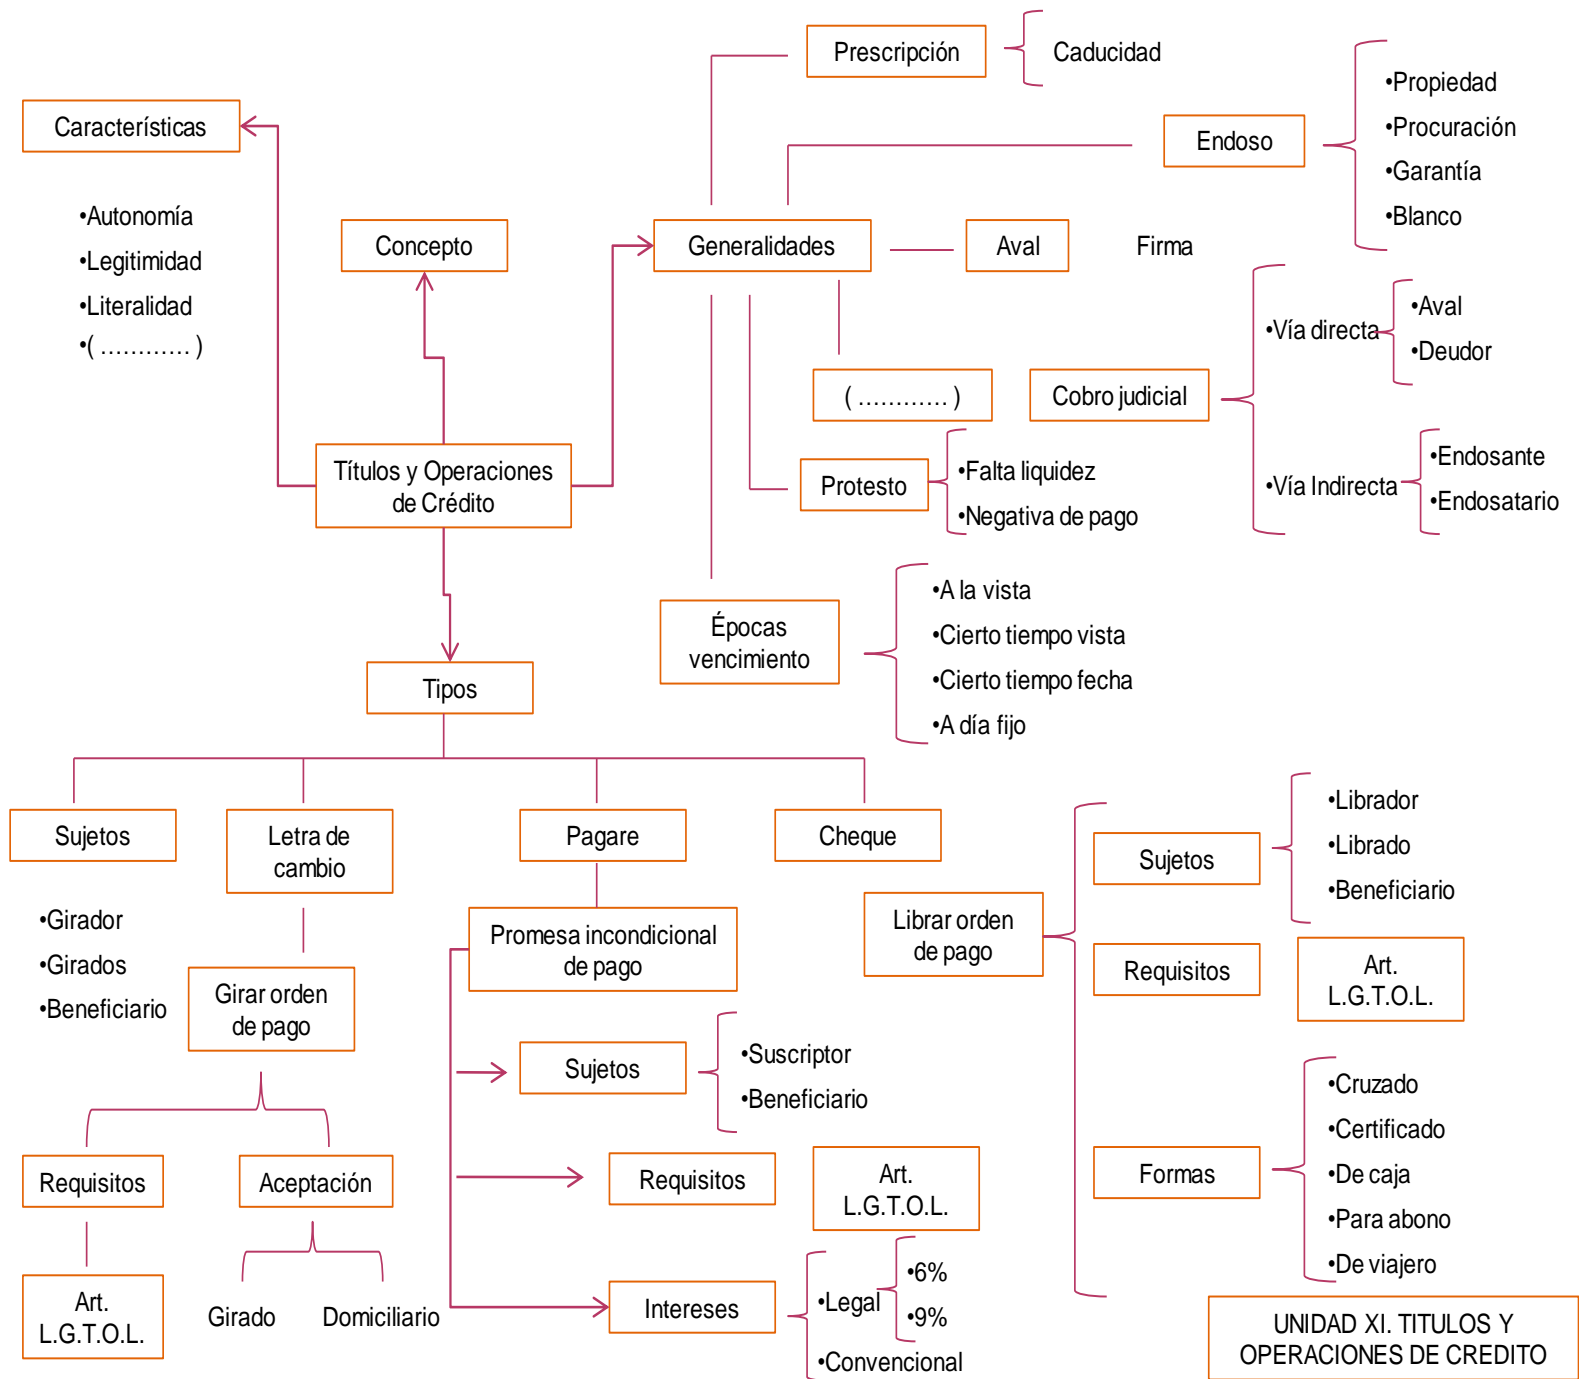 Prescripción
Caducidad
Características
•Autonomía
•Legitimidad
•Literalidad
•( ………… )
Concepto
Generalidades
Endoso
•Propiedad
•Procuración
•Garantía
•Blanco
Aval
Firma
( ………… )
Cobro judicial
•Vía directa
•Aval
•Deudor
•Vía Indirecta
•Endosante
•Endosatario
Títulos y Operaciones
de Crédito
Protesto
•Falta liquidez
•Negativa de pago
Épocas
vencimiento
•A la vista
•Cierto tiempo vista
•Cierto tiempo fecha
•A día fijo
Tipos
Sujetos
•Girador
•Girados
•Beneficiario
Letra de
cambio
Girar orden
de pago
Requisitos
Art.
L.G.T.O.L.
Aceptación
Girado
Domiciliario
Pagare
Promesa incondicional
de pago
Sujetos
•Suscriptor
•Beneficiario
Requisitos
Art.
L.G.T.O.L.
Intereses
•Legal
•6%
•9%
•Convencional
Cheque
Librar orden
de pago
Sujetos
•Librador
•Librado
•Beneficiario
Requisitos
Art.
L.G.T.O.L.
Formas
•Cruzado
•Certificado
•De caja
•Para abono
•De viajero
UNIDAD XI. TITULOS Y
OPERACIONES DE CREDITO